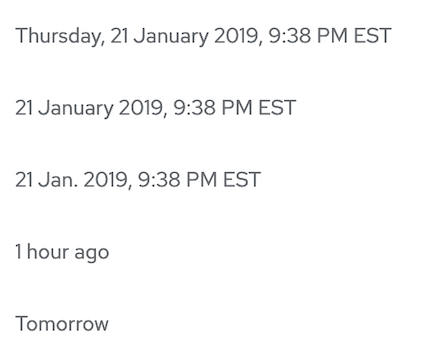 Thursday, 21 January 2019, 9:38 PM EST
21 January 2019, 9:38 PM EST
21 Jan. 2019, 9:38 PM EST
1 hour ago
Tomorrow